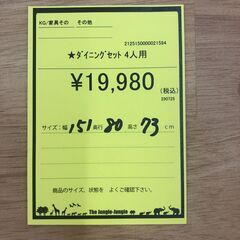 KG/家具その その他
2125150000021594
★ﾀﾞｲﾆﾝｸﾞｾｯﾄ 4人用
¥19,980
(税込)
230725
サイズ:幅 151 奥行 80 高さ 73 cm
商品のサイズ、状態を よくご確認下さい。
The Jungle-Jungle